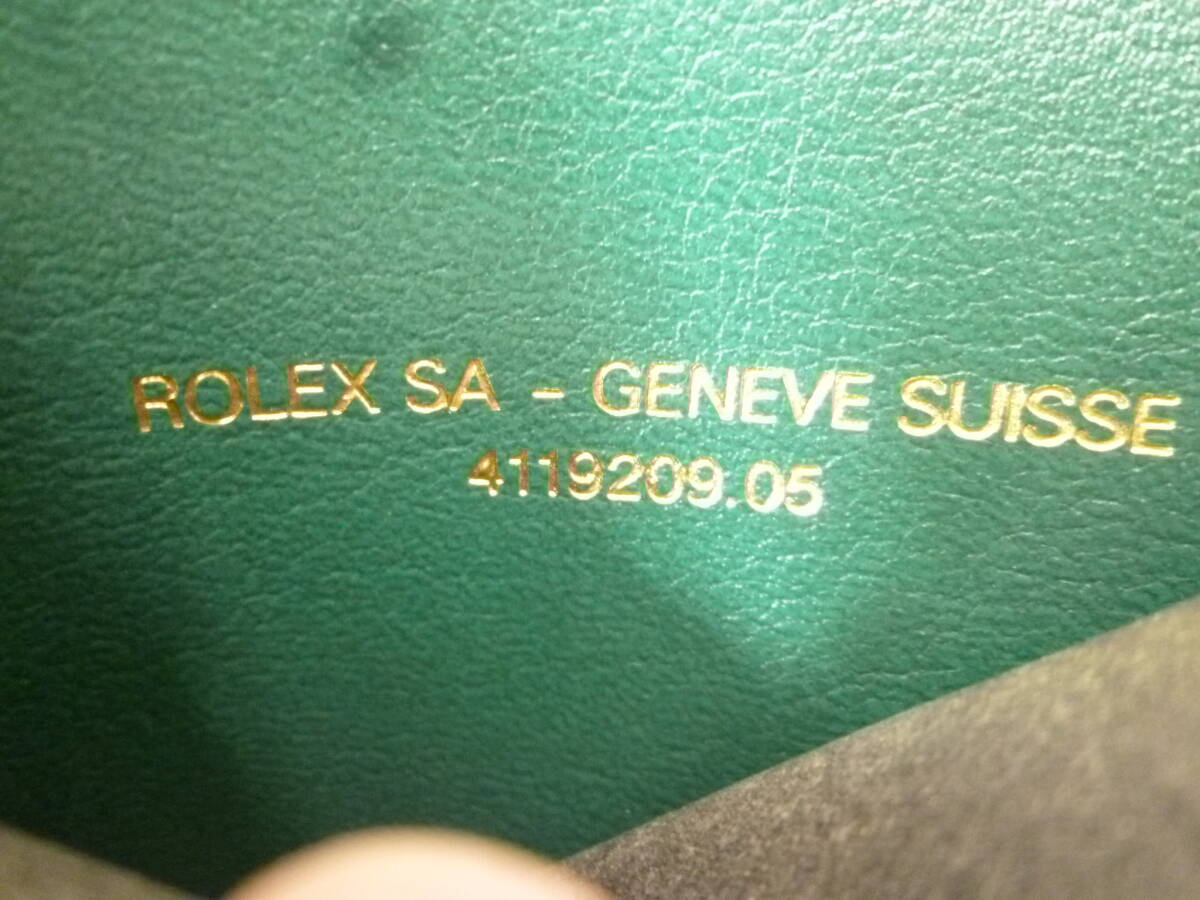 ROLEX SA - GENEVE SUISSE
4119209.05